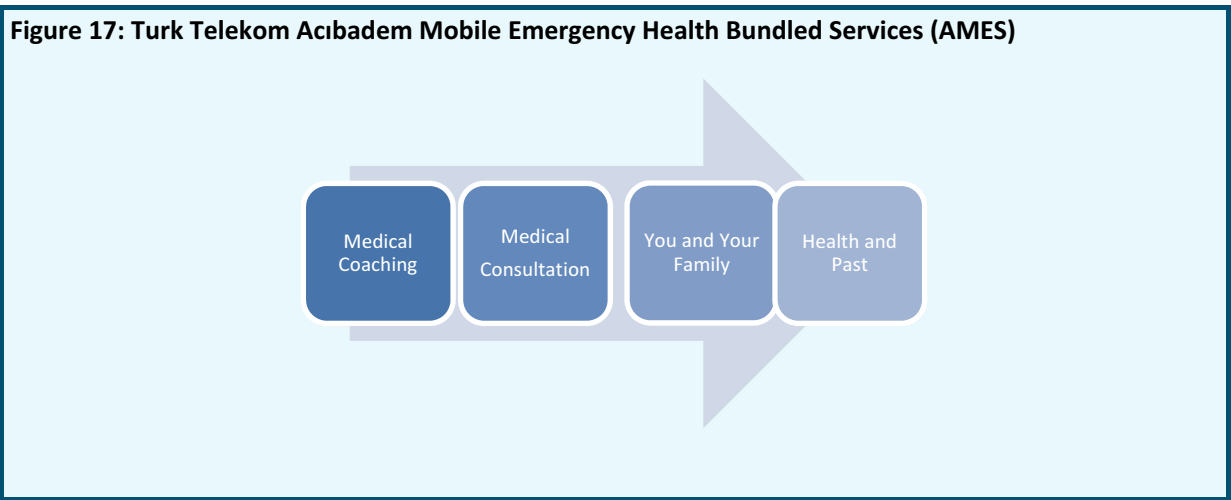 Figure 17: Turk Telekom Acıbadem Mobile Emergency Health Bundled Services (AMES)
Medical
Coaching
Medical
Consultation
You and Your
Family
Health and
Past